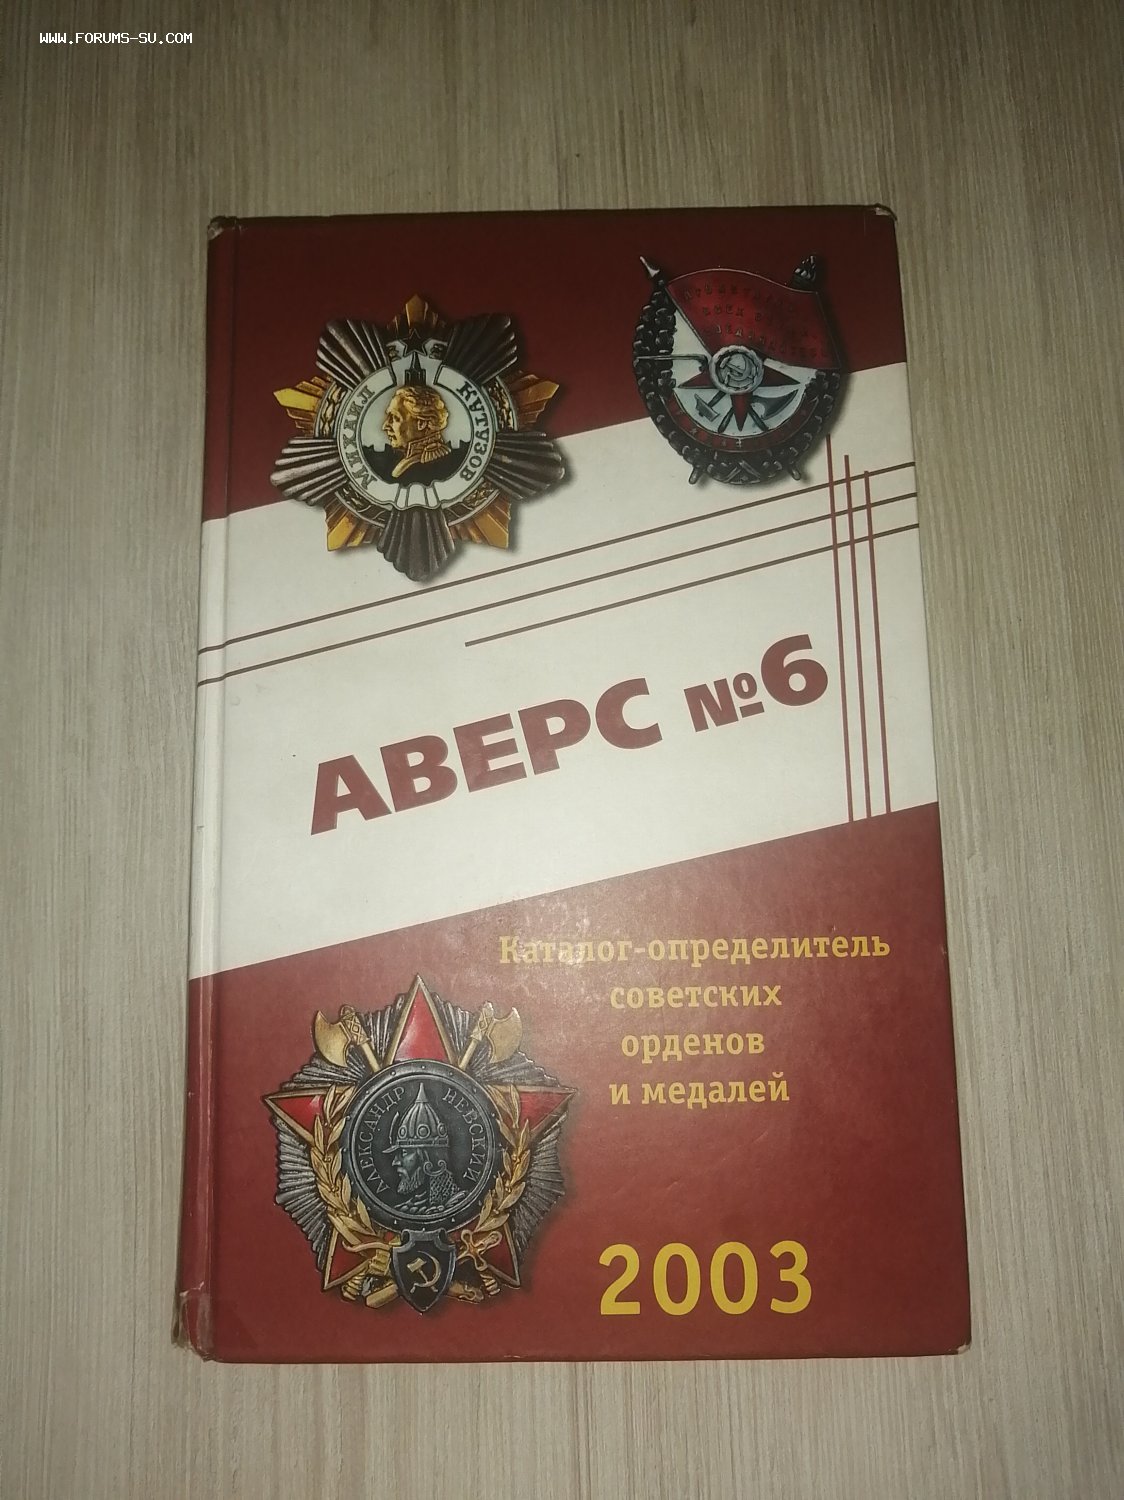 WWW.FORUMS-SU.COM
МИХАИЛ КУТУЗОВ
АВЕРС №6
Каталог-определитель
советских
орденов
и медалей
АЛЕКСАНДР НЕВСКИЙ
2003